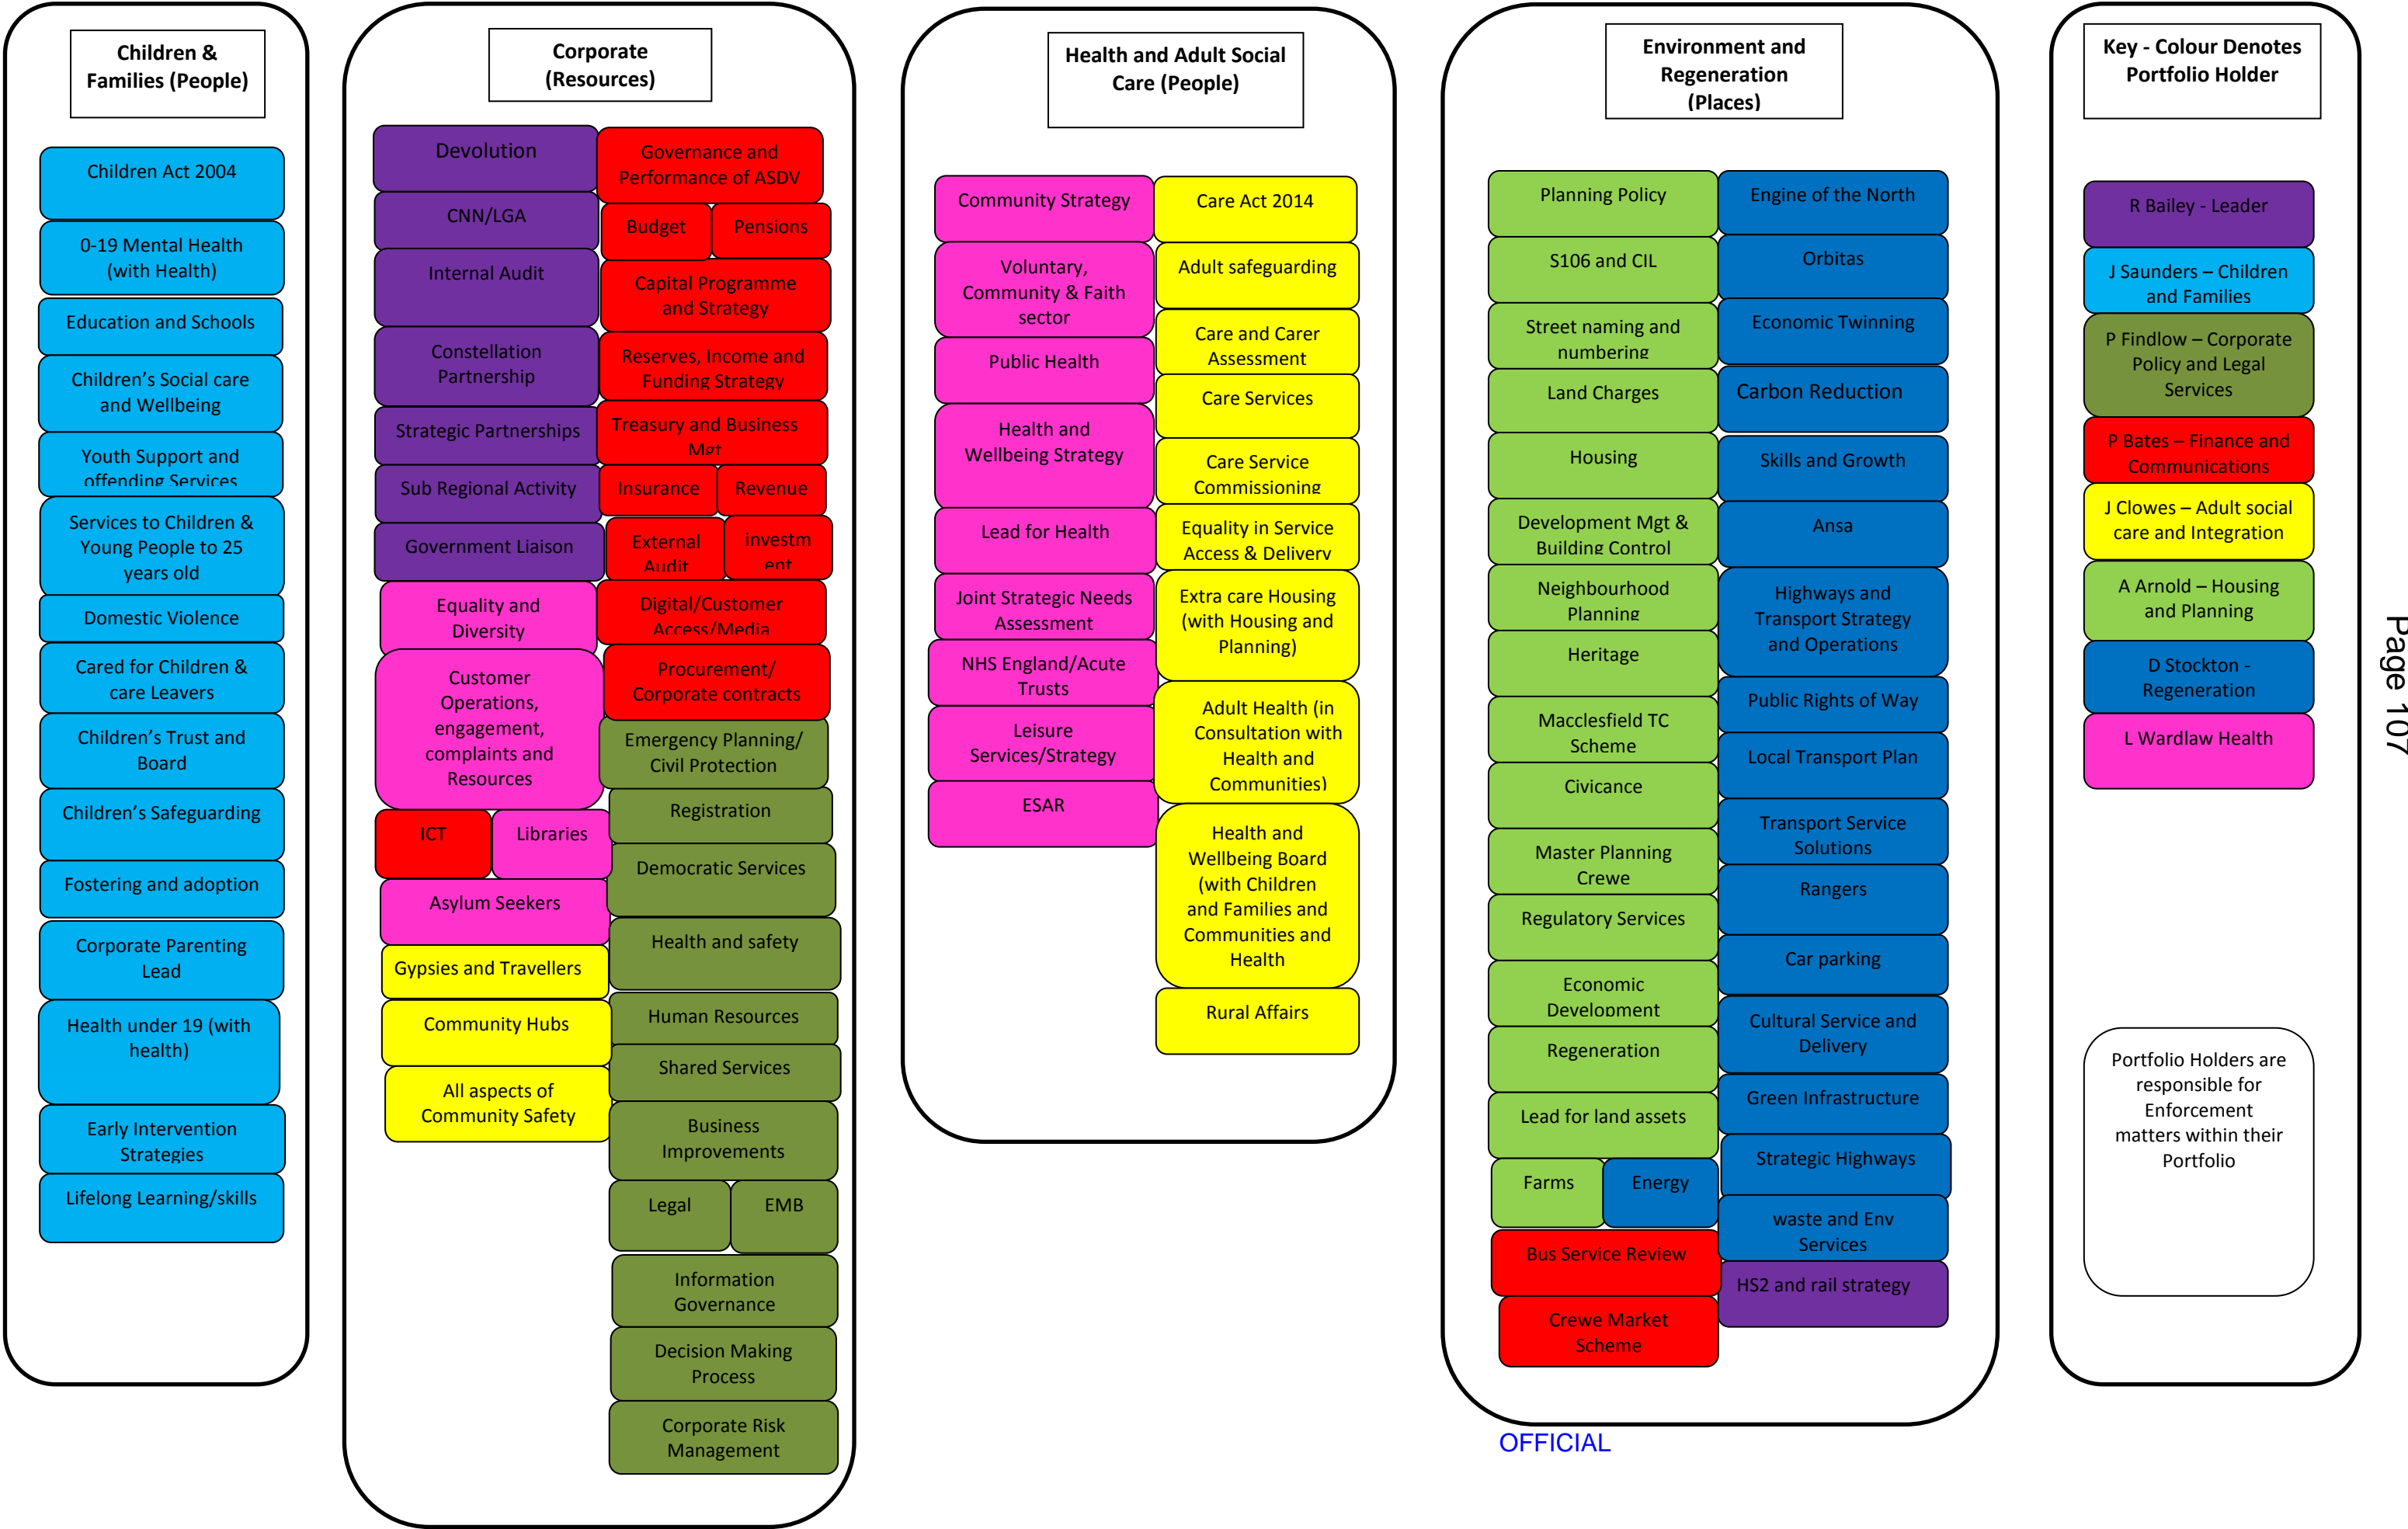 Children &
Families (People)
Children Act 2004
0-19 Mental Health
(with Health)
Education and Schools
Children’s Social care
and Wellbeing
Youth Support and
offending Services
Services to Children &
Young People to 25
years old
Domestic Violence
Cared for Children &
care Leavers
Children’s Trust and
Board
Children’s Safeguarding
Fostering and adoption
Corporate Parenting
Lead
Health under 19 (with
health)
Early Intervention
Strategies
Lifelong Learning/skills
Corporate
(Resources)
Devolution
CNN/LGA
Internal Audit
Constellation
Partnership
Strategic Partnerships
Sub Regional Activity
Government Liaison
Equality and
Diversity
Customer
Operations,
engagement,
complaints and
Resources
ICT
Libraries
Asylum Seekers
Gypsies and Travellers
Community Hubs
All aspects of
Community Safety
Governance and
Performance of ASDV
Budget
Pensions
Capital Programme
and Strategy
Reserves, Income and
Funding Strategy
Treasury and Business
Mgt
Insurance
Revenue
External
Audit
investm
ent
Digital/Customer
Access/Media
Procurement/
Corporate contracts
Emergency Planning/
Civil Protection
Registration
Democratic Services
Health and safety
Human Resources
Shared Services
Business
Improvements
Legal
EMB
Information
Governance
Decision Making
Process
Corporate Risk
Management
Health and Adult Social
Care (People)
Community Strategy
Voluntary,
Community & Faith
sector
Public Health
Health and
Wellbeing Strategy
Lead for Health
Joint Strategic Needs
Assessment
NHS England/Acute
Trusts
Leisure
Services/Strategy
ESAR
Care Act 2014
Adult safeguarding
Care and Carer
Assessment
Care Services
Care Service
Commissioning
Equality in Service
Access & Delivery
Extra care Housing
(with Housing and
Planning)
Adult Health (in
Consultation with
Health and
Communities)
Health and
Wellbeing Board
(with Children
and Families and
Communities and
Health
Rural Affairs
Environment and
Regeneration
(Places)
Planning Policy
S106 and CIL
Street naming and
numbering
Land Charges
Housing
Development Mgt &
Building Control
Neighbourhood
Planning
Heritage
Macclesfield TC
Scheme
Civicance
Master Planning
Crewe
Regulatory Services
Economic
Development
Regeneration
Lead for land assets
Farms
Energy
Bus Service Review
Crewe Market
Scheme
Engine of the North
Orbitas
Economic Twinning
Carbon Reduction
Skills and Growth
Ansa
Highways and
Transport Strategy
and Operations
Public Rights of Way
Local Transport Plan
Transport Service
Solutions
Rangers
Car parking
Cultural Service and
Delivery
Green Infrastructure
Strategic Highways
waste and Env
Services
HS2 and rail strategy
OFFICIAL
Key - Colour Denotes
Portfolio Holder
R Bailey - Leader
J Saunders – Children
and Families
P Findlow – Corporate
Policy and Legal
Services
P Bates – Finance and
Communications
J Clowes – Adult social
care and Integration
A Arnold – Housing
and Planning
D Stockton -
Regeneration
L Wardlaw Health
Portfolio Holders are
responsible for
Enforcement
matters within their
Portfolio
Page 107